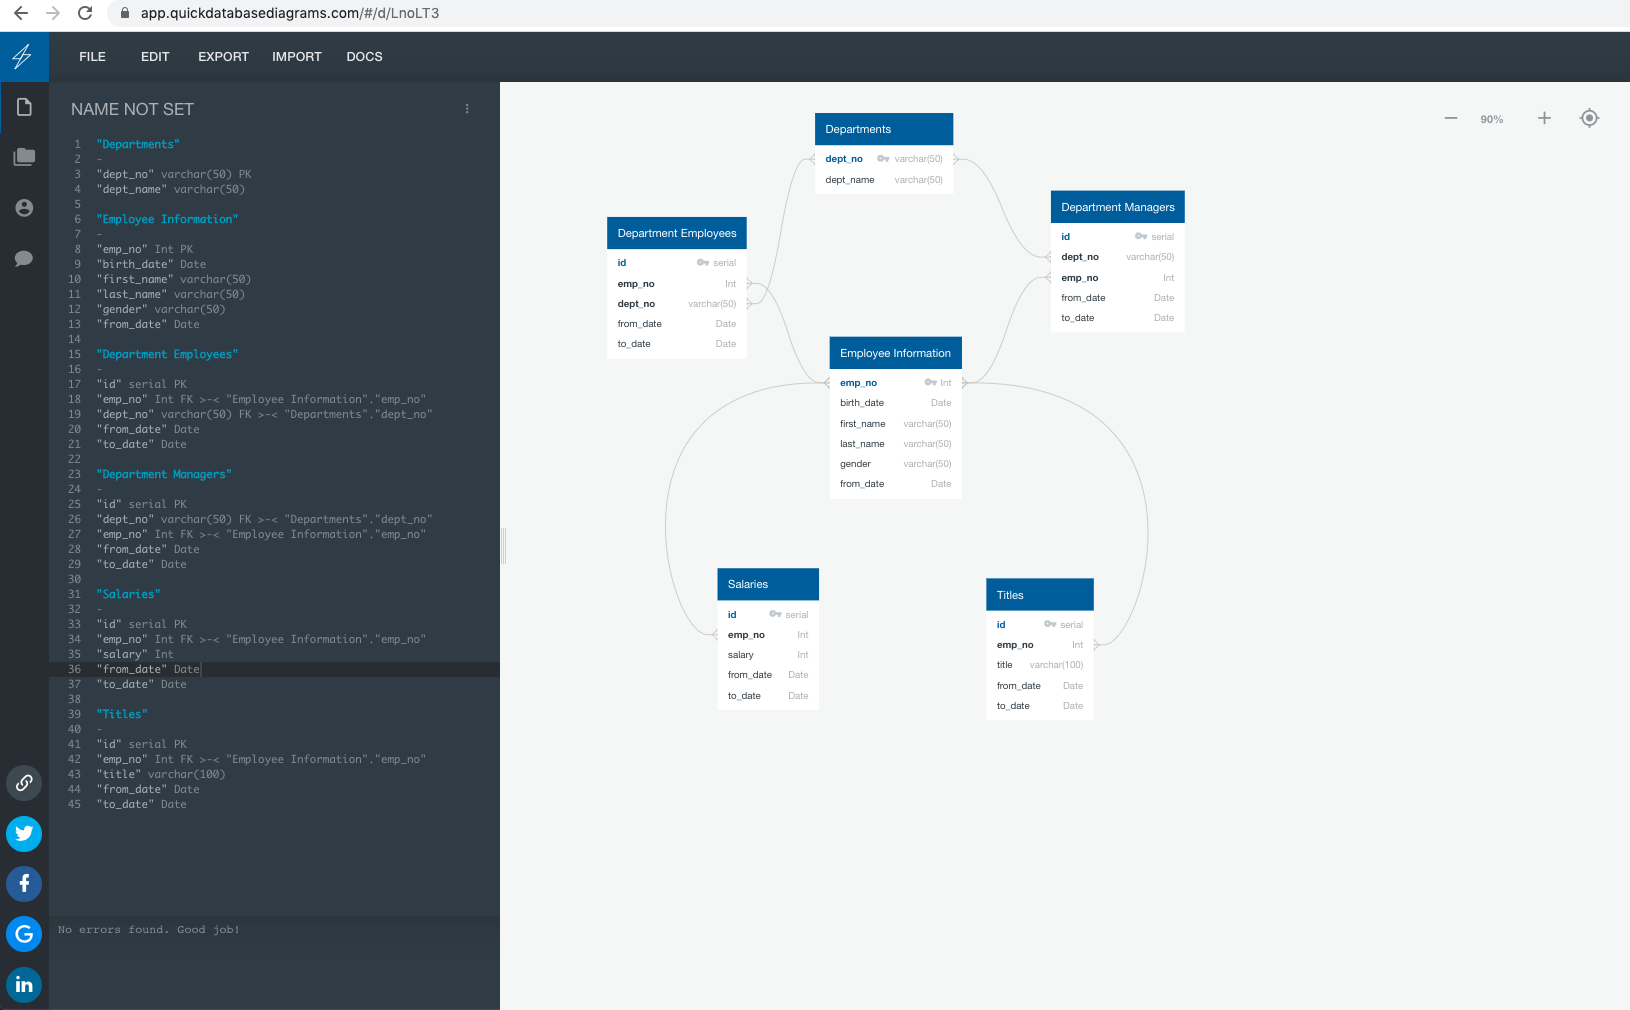 app.quickdatabasediagrams.com/#/d/LnoLT3
FILE EDIT EXPORT IMPORT DOCS
NAME NOT SET
1 "Departments"
2 -
3 "dept_no" varchar(50) PK
4 "dept_name" varchar(50)
5
6 "Employee Information"
7 -
8 "emp_no" Int PK
9 "birth_date" Date
10 "first_name" varchar(50)
11 "last_name" varchar(50)
12 "gender" varchar(50)
13 "from_date" Date
14
15 "Department Employees"
16 -
17 "id" serial PK
18 "emp_no" Int FK >-< "Employee Information"."emp_no"
19 "dept_no" varchar(50) FK >-< "Departments"."dept_no"
20 "from_date" Date
21 "to_date" Date
22
23 "Department Managers"
24 -
25 "id" serial PK
26 "dept_no" varchar(50) FK >-< "Departments"."dept_no"
27 "emp_no" Int FK >-< "Employee Information"."emp_no"
28 "from_date" Date
29 "to_date" Date
30
31 "Salaries"
32 -
33 "id" serial PK
34 "emp_no" Int FK >-< "Employee Information"."emp_no"
35 "salary" Int
36 "from_date" Date
37 "to_date" Date
38
39 "Titles"
40 -
41 "id" serial PK
42 "emp_no" Int FK >-< "Employee Information"."emp_no"
43 "title" varchar(100)
44 "from_date" Date
45 "to_date" Date
No errors found. Good job!
90%
Departments
dept_no varchar(50)
dept_name varchar(50)
Department Employees
id serial
emp_no Int
dept_no varchar(50)
from_date Date
to_date Date
Department Managers
id serial
dept_no varchar(50)
emp_no Int
from_date Date
to_date Date
Employee Information
emp_no Int
birth_date Date
first_name varchar(50)
last_name varchar(50)
gender varchar(50)
from_date Date
Salaries
id serial
emp_no Int
salary Int
from_date Date
to_date Date
Titles
id serial
emp_no Int
title varchar(100)
from_date Date
to_date Date
f
G
in